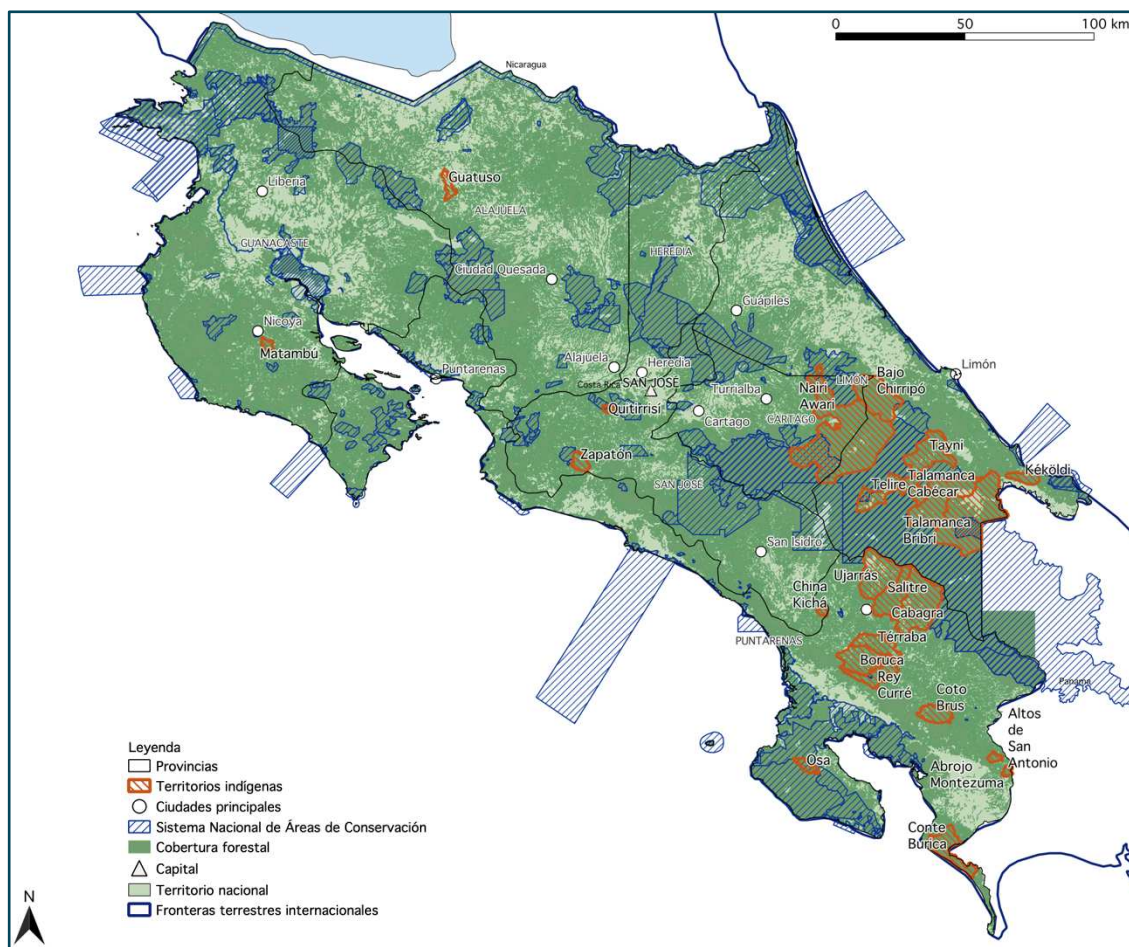 0 50 100 km
Nicaragua
Guatuso
Liberia
ALAJUELA
GUANACASTE
HEREDIA
Ciudad Quesada
Guápiles
Nicoya
Matambú
Alajuela
Heredia
Limón
Puntarenas
Costa Rica
SAN JOSÉ
Turrialba
Nairi
Awari
LIMÓN
Bajo
Chirripó
Quitirrisí
Cartago
CARTAGO
Zapatón
Tayní
SAN JOSÉ
Telire
Talamanca
Cabécar
Kéköldi
Talamanca
Bribri
San Isidro
Ujarrás
China
Kichá
Salitre
Cabagra
PUNTARENAS
Térraba
Boruca
Rey
Curré
Coto
Brus
Panama
Altos
de
San
Antonio
Osa
Abrojo
Montezuma
Conte
Burica
Leyenda
Provincias
Territorios indígenas
Ciudades principales
Sistema Nacional de Áreas de Conservación
Cobertura forestal
Capital
Territorio nacional
Fronteras terrestres internacionales
N